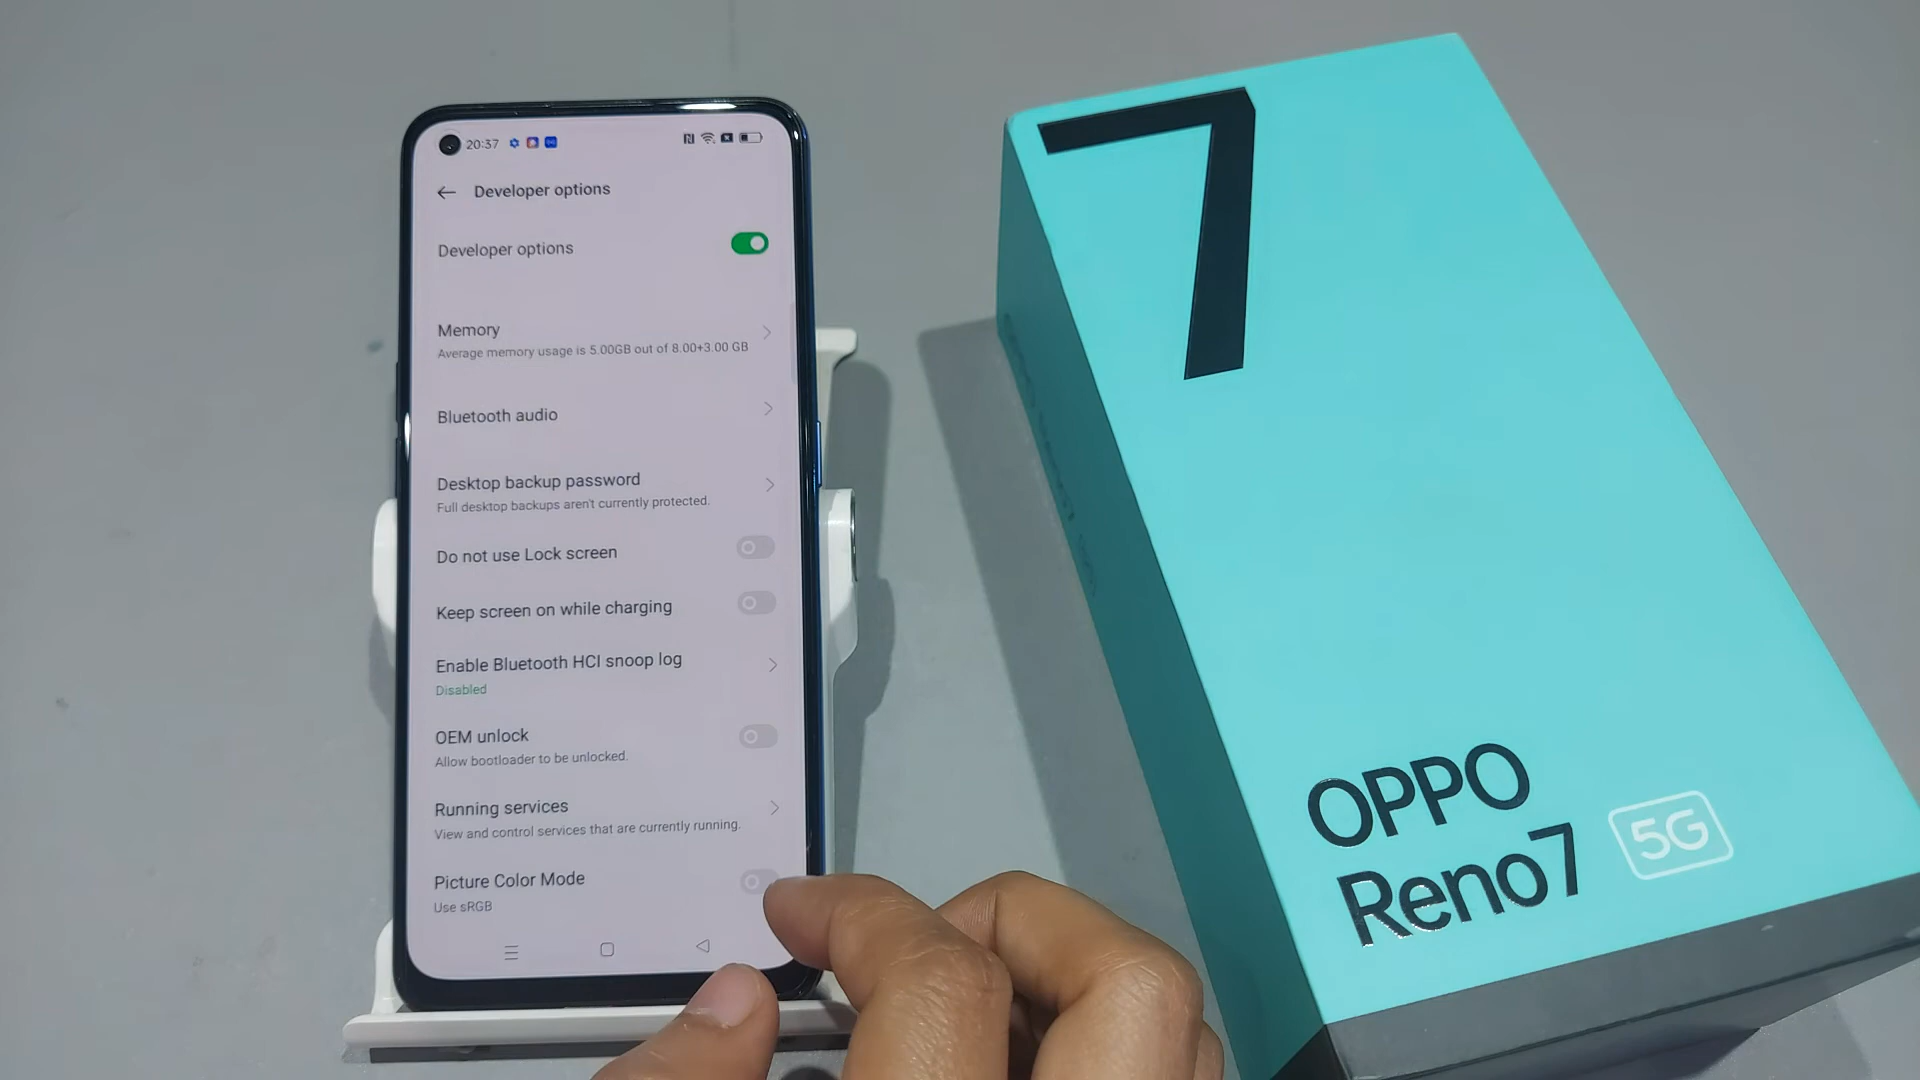 20:37
Developer options
Developer options
Memory
Average memory usage is 5.00GB out of 8.00+3.00 GB
Bluetooth audio
Desktop backup password
Full desktop backups aren't currently protected.
Do not use Lock screen
Keep screen on while charging
Enable Bluetooth HCI snoop log
Disabled
OEM unlock
Allow bootloader to be unlocked.
Running services
View and control services that are currently running.
Picture Color Mode
Use sRGB
7
OPPO
Reno7 5G